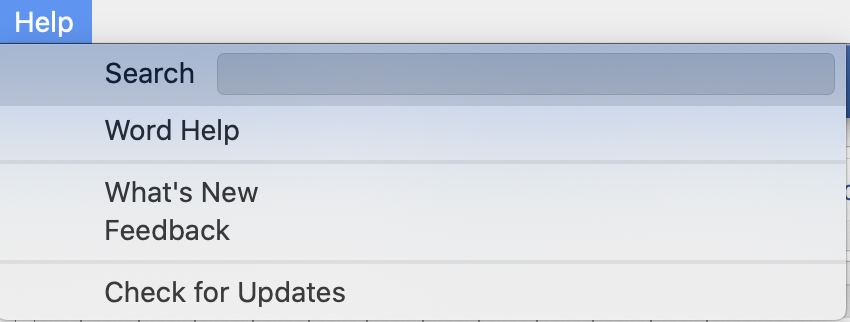 Help
Search
Word Help
What's New
Feedback
Check for Updates